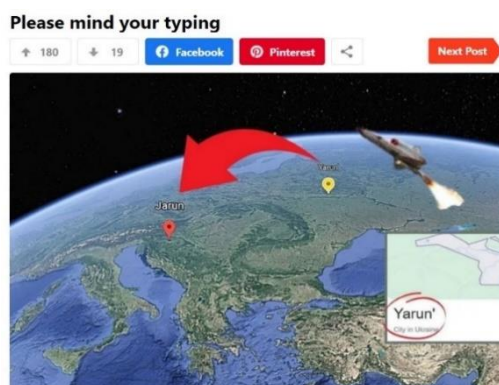 Please mind your typing
180
19
Facebook
Pinterest
Next Post
Yarun'
Jarun
Yarun'
City in Ukraine